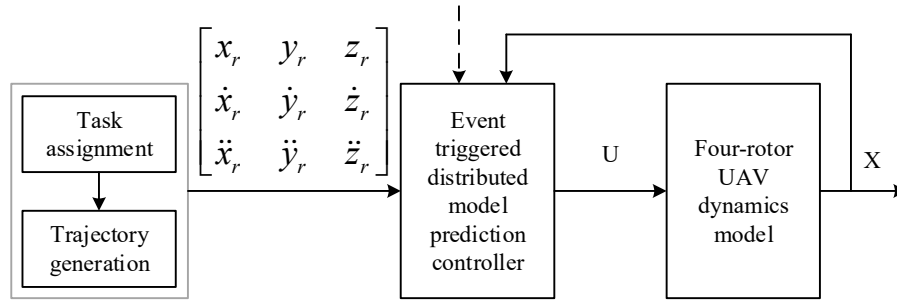 Task
assignment
Trajectory
generation
x_r y_r z_r
ẋ_r ẏ_r ż_r
ẍ_r ÿ_r z̈_r
Event
triggered
distributed
model
prediction
controller
U
Four-rotor
UAV
dynamics
model
X